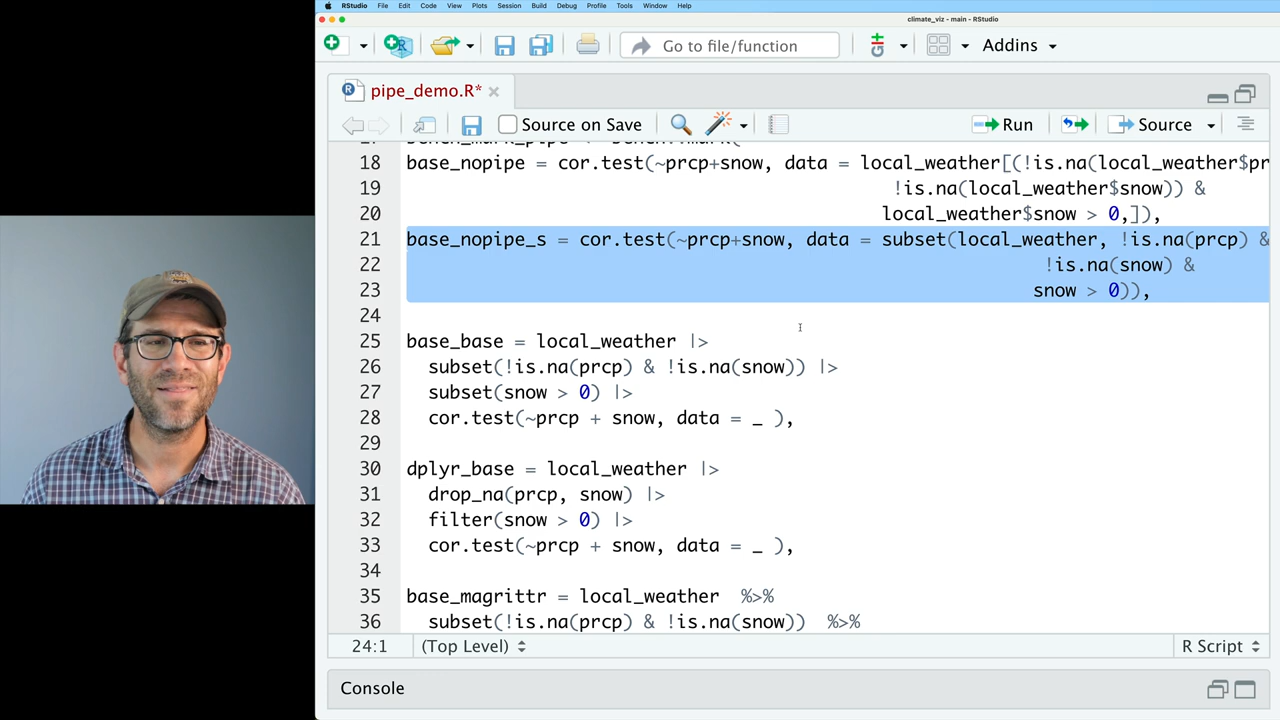 RStudio File Edit Code View Plots Session Build Debug Profile Tools Window Help
climate_viz - main - RStudio
Go to file/function Addins
pipe_demo.R*
Source on Save Run Source
18 base_nopipe = cor.test(~prcp+snow, data = local_weather[(!is.na(local_weather$pr
19 !is.na(local_weather$snow)) &
20 local_weather$snow > 0,]),
21 base_nopipe_s = cor.test(~prcp+snow, data = subset(local_weather, !is.na(prcp) &
22 !is.na(snow) &
23 snow > 0)),
24
25 base_base = local_weather |>
26 subset(!is.na(prcp) & !is.na(snow)) |>
27 subset(snow > 0) |>
28 cor.test(~prcp + snow, data = _ ),
29
30 dplyr_base = local_weather |>
31 drop_na(prcp, snow) |>
32 filter(snow > 0) |>
33 cor.test(~prcp + snow, data = _ ),
34
35 base_magrittr = local_weather %>%
36 subset(!is.na(prcp) & !is.na(snow)) %>%
24:1 (Top Level) R Script
Console